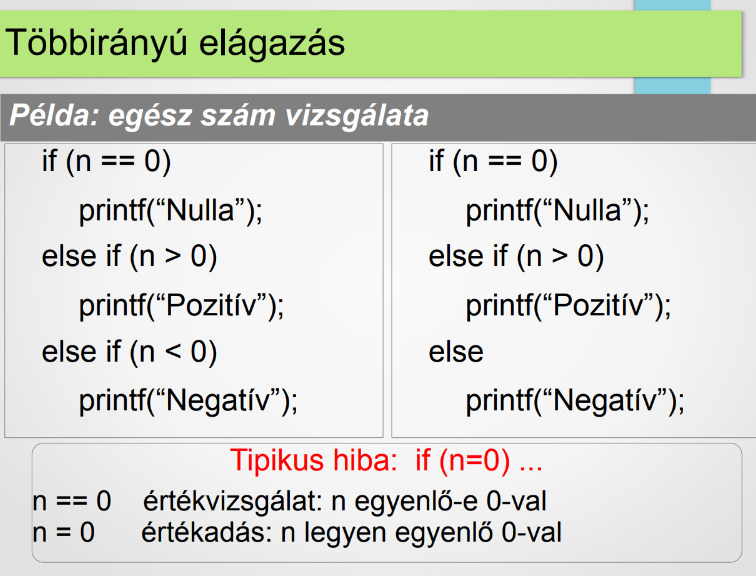 Többirányú elágazás
Példa: egész szám vizsgálata
if (n == 0)
printf(“Nulla”);
else if (n > 0)
printf(“Pozitív”);
else if (n < 0)
printf(“Negatív”);
if (n == 0)
printf(“Nulla”);
else if (n > 0)
printf(“Pozitív”);
else
printf(“Negatív”);
Tipikus hiba: if (n=0) ...
n == 0 értékvizsgálat: n egyenlő-e 0-val
n = 0 értékadás: n legyen egyenlő 0-val